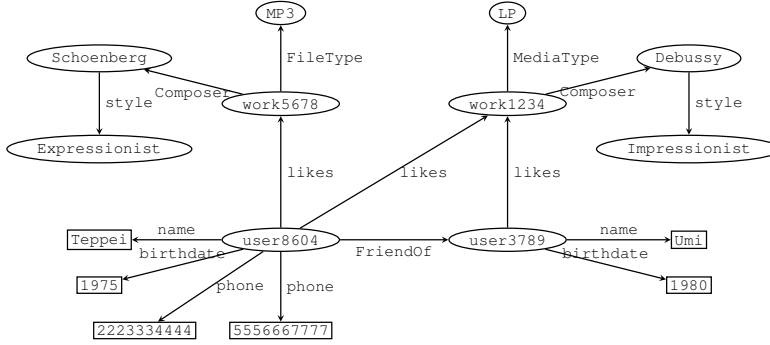 MP3
LP
FileType
MediaType
Schoenberg
Debussy
Composer
Composer
work5678
work1234
style
style
Expressionist
Impressionist
likes
likes
likes
Teppei
name
user8604
FriendOf
user3789
name
Umi
birthdate
birthdate
1975
phone
phone
1980
2223334444
5556667777